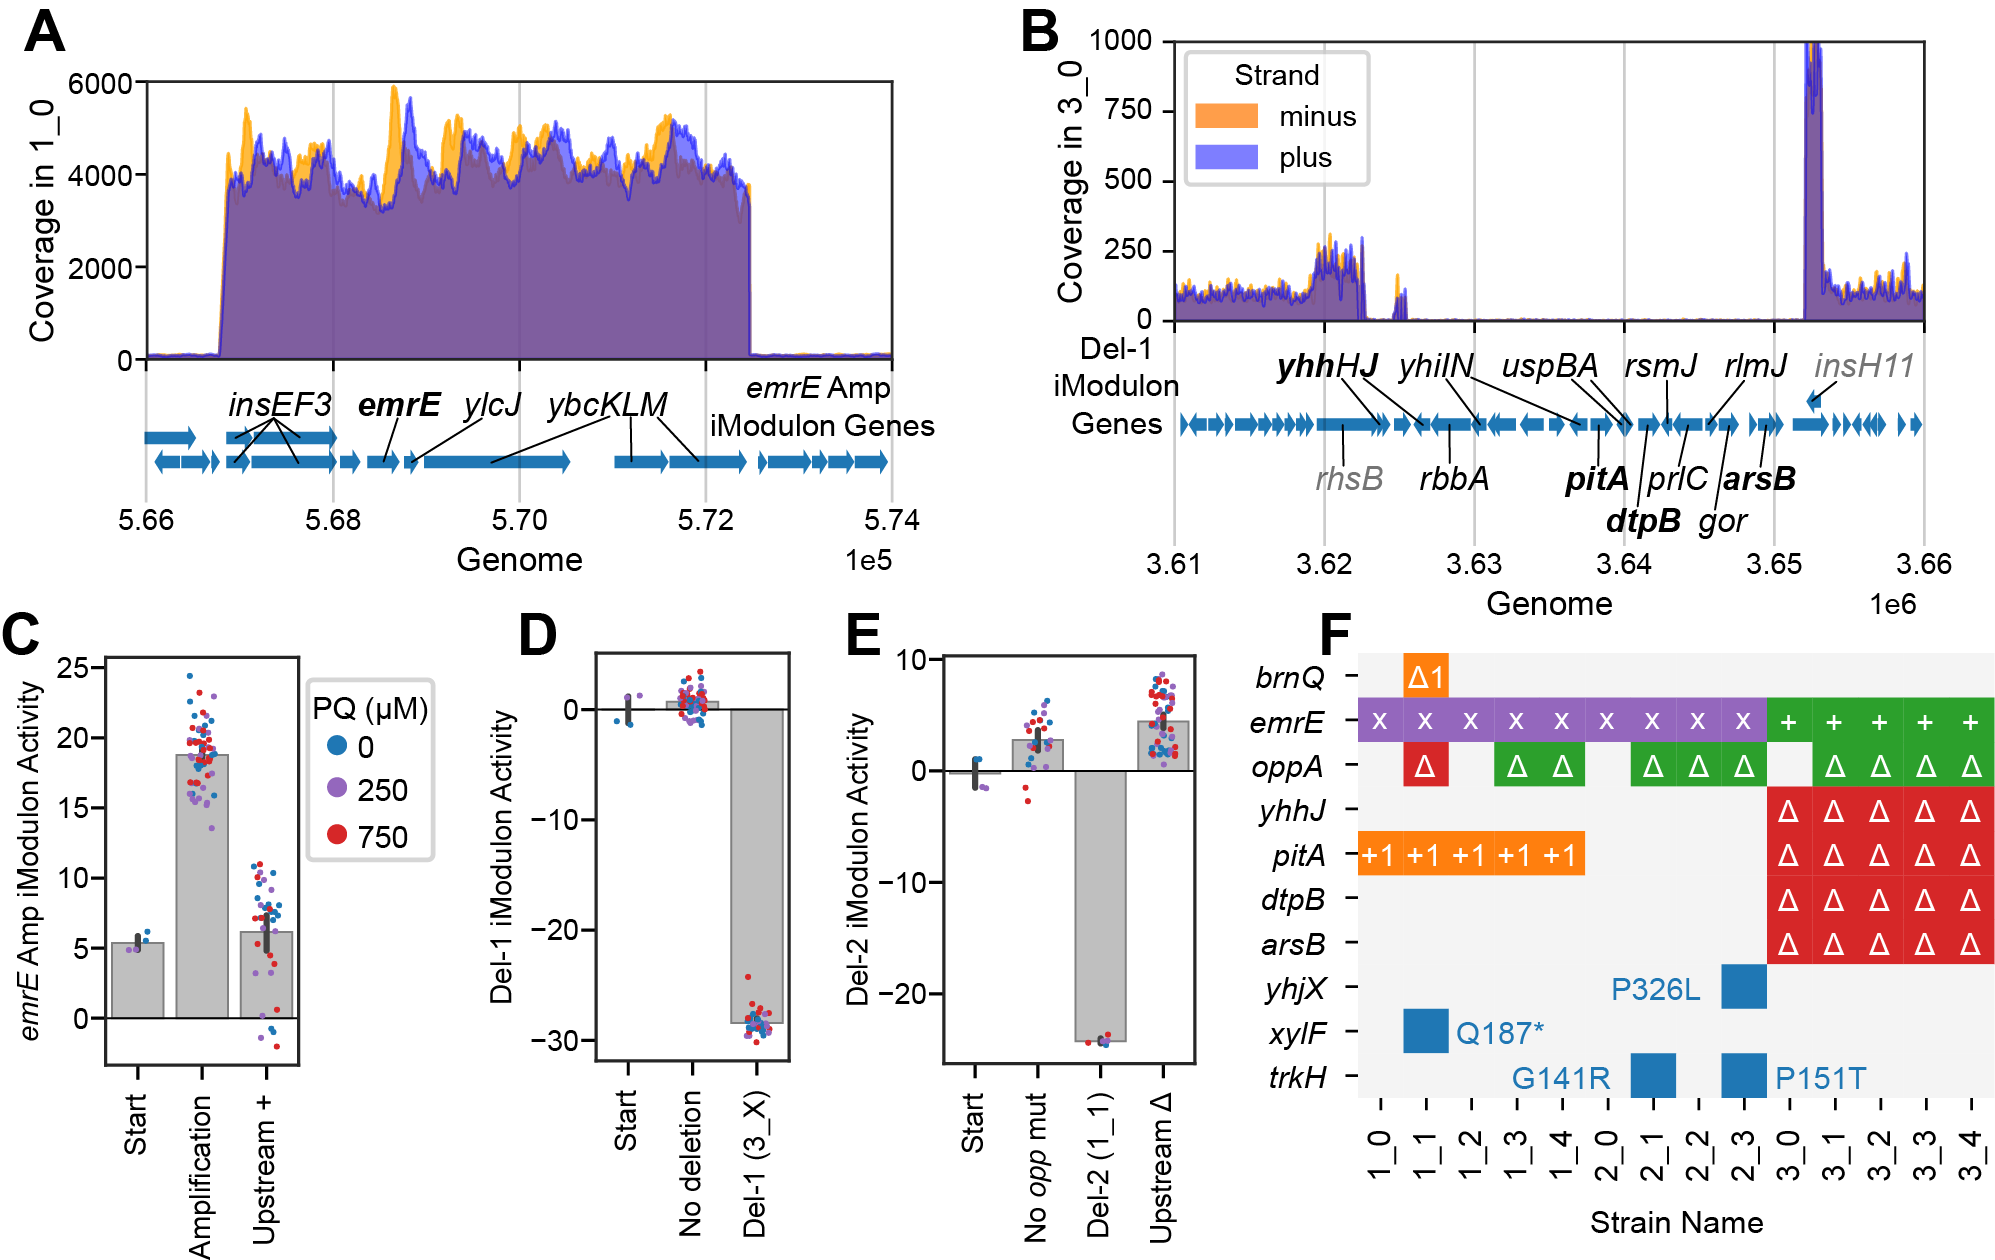 A
Coverage in 1_0
6000
4000
2000
0
insEF3
emrE
ylcJ
ybcKLM
emrE Amp
iModulon Genes
5.66
5.68
5.70
5.72
5.74
Genome
1e5
B
Coverage in 3_0
1000
750
500
250
0
Strand
minus
plus
Del-1
iModulon
Genes
yhhHJ
yhiIN
uspBA
rsmJ
rlmJ
insH11
rhsB
rbbA
pitA
prlC
arsB
dtpB
gor
3.61
3.62
3.63
3.64
3.65
3.66
Genome
1e6
C
emrE Amp iModulon Activity
25
20
15
10
5
0
Start
Amplification
Upstream +
PQ (μM)
0
250
750
D
Del-1 iModulon Activity
0
−10
−20
−30
Start
No deletion
Del-1 (3_X)
E
Del-2 iModulon Activity
10
0
−10
−20
Start
No opp mut
Del-2 (1_1)
Upstream Δ
F
brnQ Δ1
emrE x x x x x x x x x + + + + +
oppA Δ Δ Δ Δ Δ Δ Δ Δ Δ Δ
yhhJ Δ Δ Δ Δ Δ
pitA +1 +1 +1 +1 +1 Δ Δ Δ Δ Δ
dtpB Δ Δ Δ Δ Δ
arsB Δ Δ Δ Δ Δ
yhjX P326L
xylF Q187*
trkH G141R P151T
1_0
1_1
1_2
1_3
1_4
2_0
2_1
2_2
2_3
3_0
3_1
3_2
3_3
3_4
Strain Name